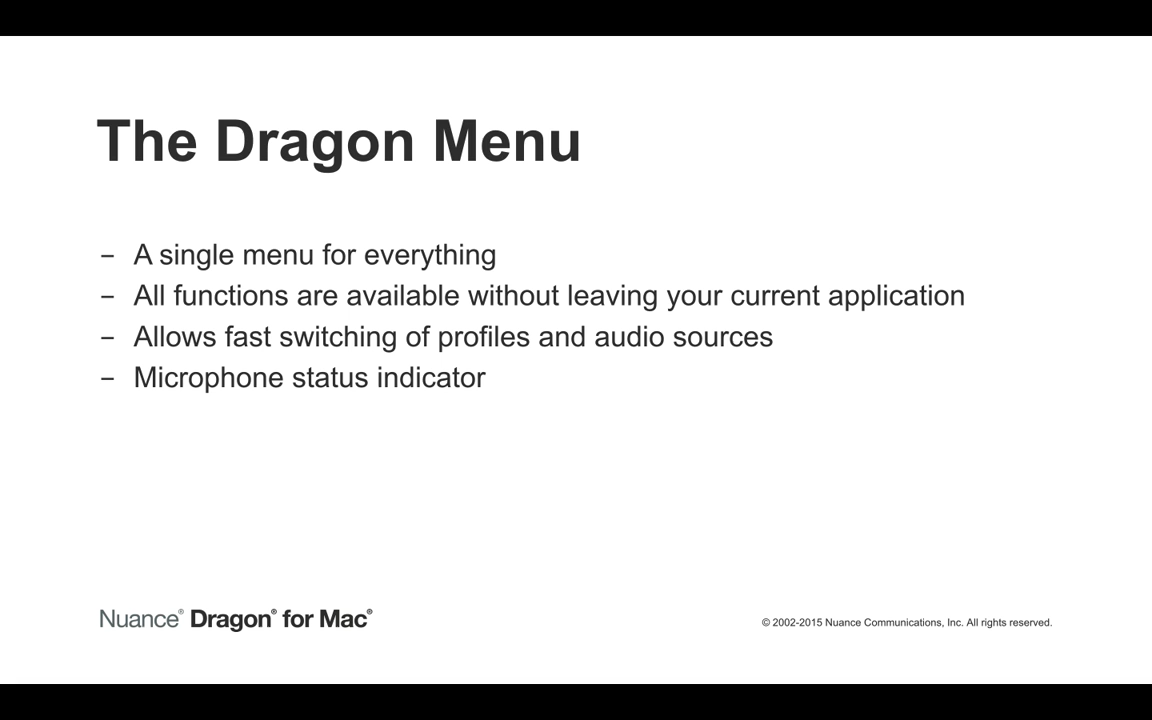 The Dragon Menu
– A single menu for everything
– All functions are available without leaving your current application
– Allows fast switching of profiles and audio sources
– Microphone status indicator
Nuance® Dragon® for Mac®
© 2002-2015 Nuance Communications, Inc. All rights reserved.